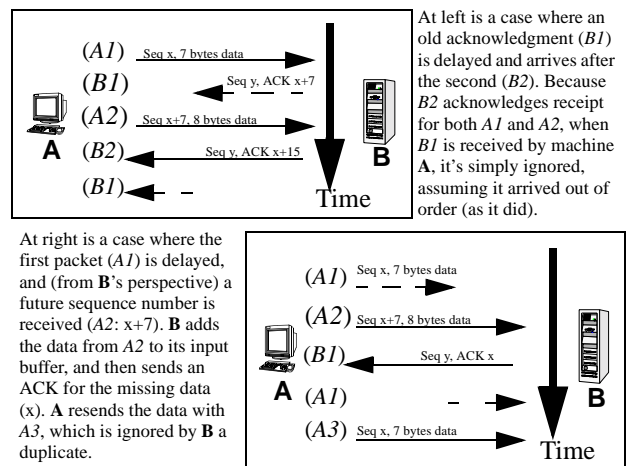 (A1) Seq x, 7 bytes data
(B1) Seq y, ACK x+7
(A2) Seq x+7, 8 bytes data
(B2) Seq y, ACK x+15
(B1)
A
B
Time
At left is a case where an
old acknowledgment (B1)
is delayed and arrives after
the second (B2). Because
B2 acknowledges receipt
for both A1 and A2, when
B1 is received by machine
A, it's simply ignored,
assuming it arrived out of
order (as it did).
At right is a case where the
first packet (A1) is delayed,
and (from B's perspective) a
future sequence number is
received (A2: x+7). B adds
the data from A2 to its input
buffer, and then sends an
ACK for the missing data
(x). A resends the data with
A3, which is ignored by B a
duplicate.
(A1) Seq x, 7 bytes data
(A2) Seq x+7, 8 bytes data
(B1) Seq y, ACK x
(A1)
(A3) Seq x, 7 bytes data
A
B
Time